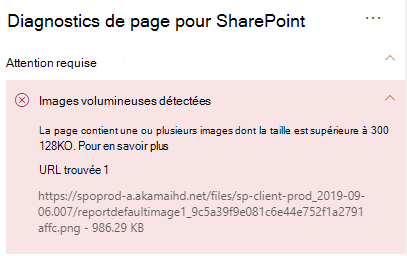 Diagnostics de page pour SharePoint
Attention requise
Images volumineuses détectées
La page contient une ou plusieurs images dont la taille est supérieure à 300
128KO. Pour en savoir plus
URL trouvée 1
https://spoprod-a.akamaihd.net/files/sp-client-prod_2019-09-
06.007/reportdefaultimage1_9c5a39f9e081c6e44e752f1a2791
affc.png - 986.29 KB